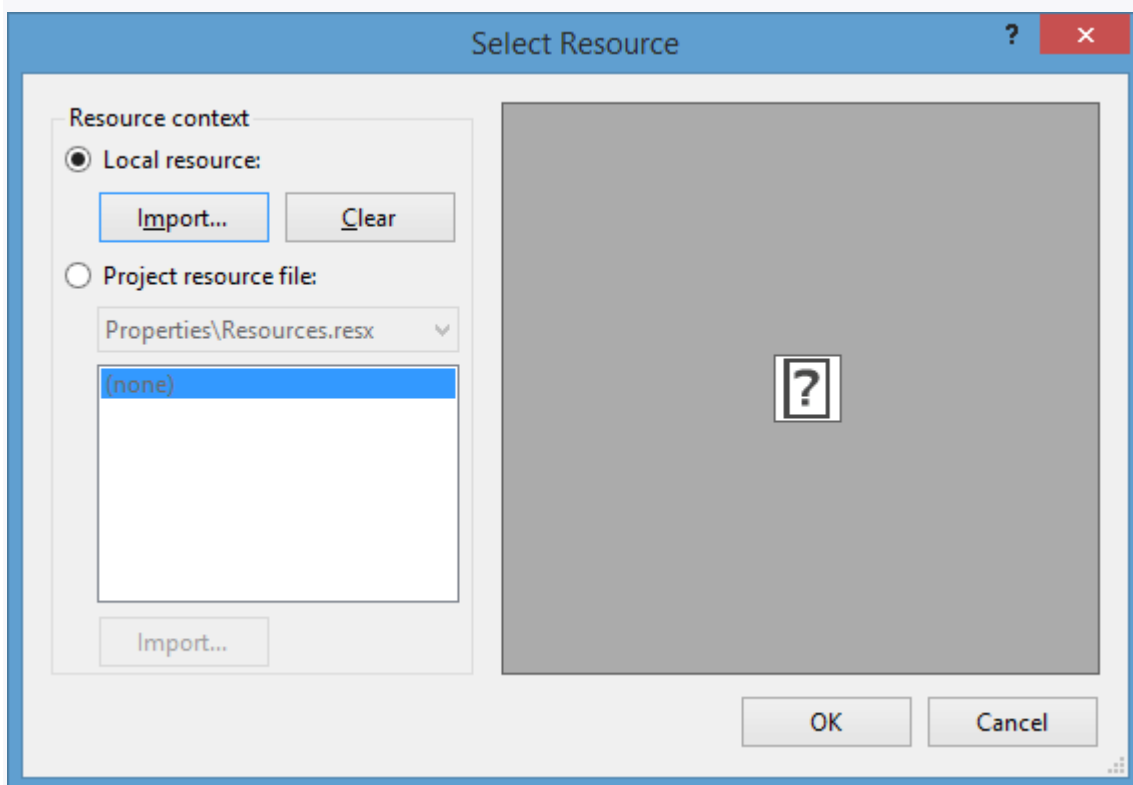 Select Resource
?
Resource context
Local resource:
Import...
Clear
Project resource file:
Properties\Resources.resx
(none)
Import...
?
OK
Cancel